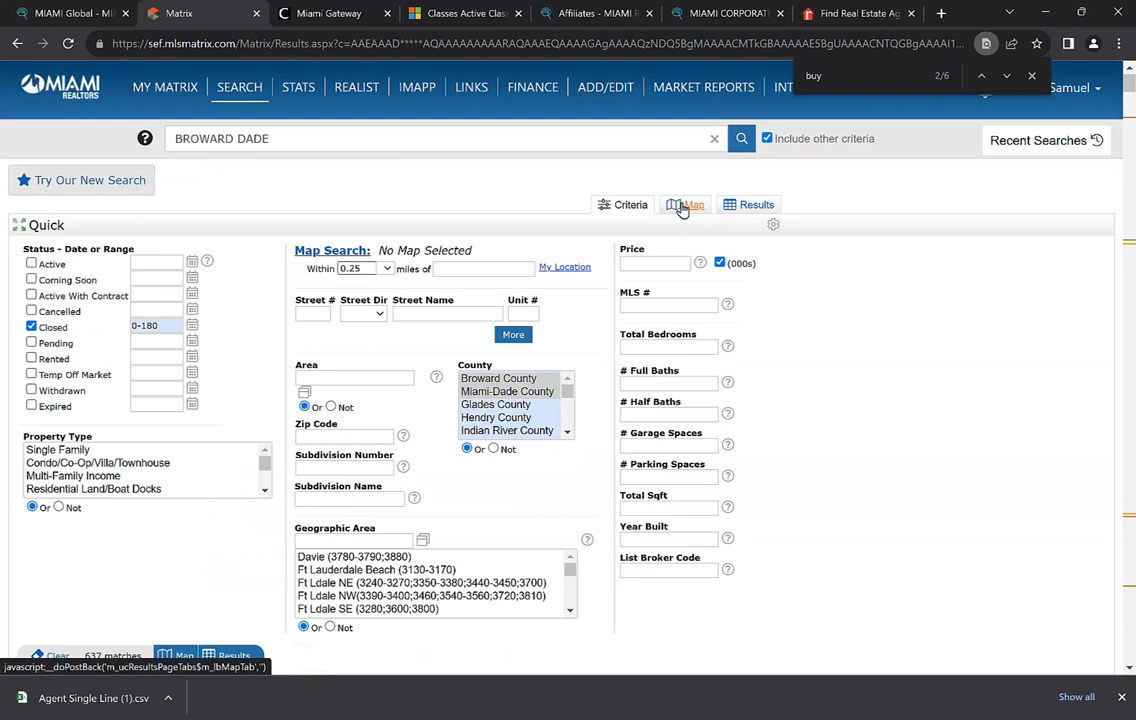 MIAMI Global - MI
Matrix
Miami Gateway
Classes Active Clas
Affiliates - MIAMI R
MIAMI CORPORAT
Find Real Estate Ag
https://sef.mlsmatrix.com/Matrix/Results.aspx?c=AAEAAAD*****AQAAAAAAAAARAQAAAEQAAAAGAgAAAAQzNDQ5BgMAAAACMTkGBAAAAAE5BgUAAAACNTQGBgAAAAI1...
buy 2/6
MIAMI REALTORS
MY MATRIX SEARCH STATS REALIST IMAPP LINKS FINANCE ADD/EDIT MARKET REPORTS INT
Samuel
BROWARD DADE
Include other criteria
Recent Searches
Try Our New Search
Criteria Map Results
Quick
Status - Date or Range
Active
Coming Soon
Active With Contract
Cancelled
Closed 0-180
Pending
Rented
Temp Off Market
Withdrawn
Expired
Property Type
Single Family
Condo/Co-Op/Villa/Townhouse
Multi-Family Income
Residential Land/Boat Docks
Or Not
Map Search: No Map Selected
Within 0.25 miles of My Location
Street # Street Dir Street Name Unit #
More
Area
Or Not
Zip Code
Subdivision Number
Subdivision Name
County
Broward County
Miami-Dade County
Glades County
Hendry County
Indian River County
Or Not
Geographic Area
Davie (3780-3790;3880)
Ft Lauderdale Beach (3130-3170)
Ft Ldale NE (3240-3270;3350-3380;3440-3450;3700)
Ft Ldale NW(3390-3400;3460;3540-3560;3720;3810)
Ft Ldale SE (3280;3600;3800)
Or Not
Price
(000s)
MLS #
Total Bedrooms
# Full Baths
# Half Baths
# Garage Spaces
# Parking Spaces
Total Sqft
Year Built
List Broker Code
Clear 637 matches Map Results
javascript:__doPostBack('m_ucResultsPageTabs$m_lbMapTab','')
Agent Single Line (1).csv
Show all